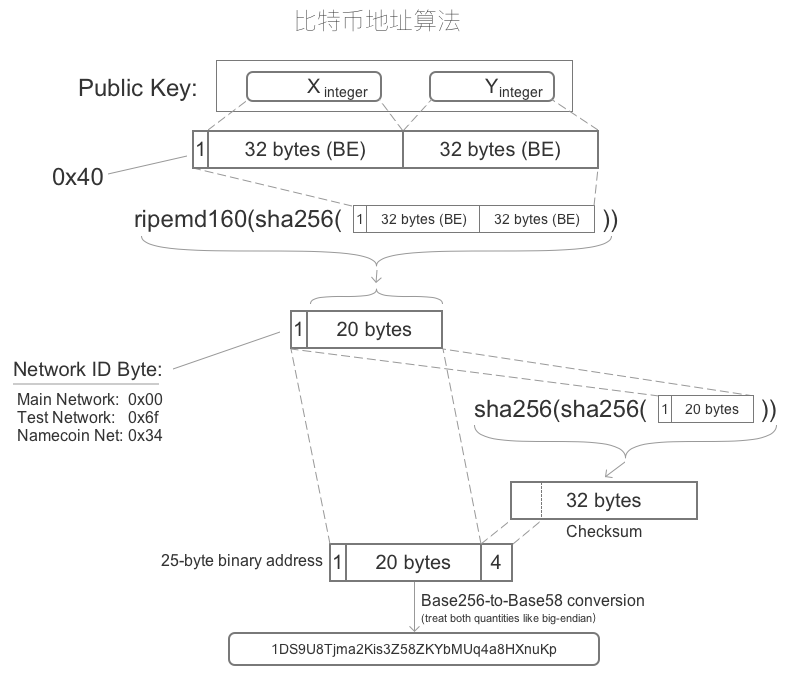 比特币地址算法
Public Key:
X integer
Y integer
1
32 bytes (BE)
32 bytes (BE)
0x40
ripemd160(sha256( 1 32 bytes (BE) 32 bytes (BE) ))
1
20 bytes
Network ID Byte:
Main Network: 0x00
Test Network: 0x6f
Namecoin Net: 0x34
sha256(sha256( 1 20 bytes ))
32 bytes
Checksum
25-byte binary address
1
20 bytes
4
Base256-to-Base58 conversion
(treat both quantities like big-endian)
1DS9U8Tjma2Kis3Z58ZKYbMUq4a8HXnuKp